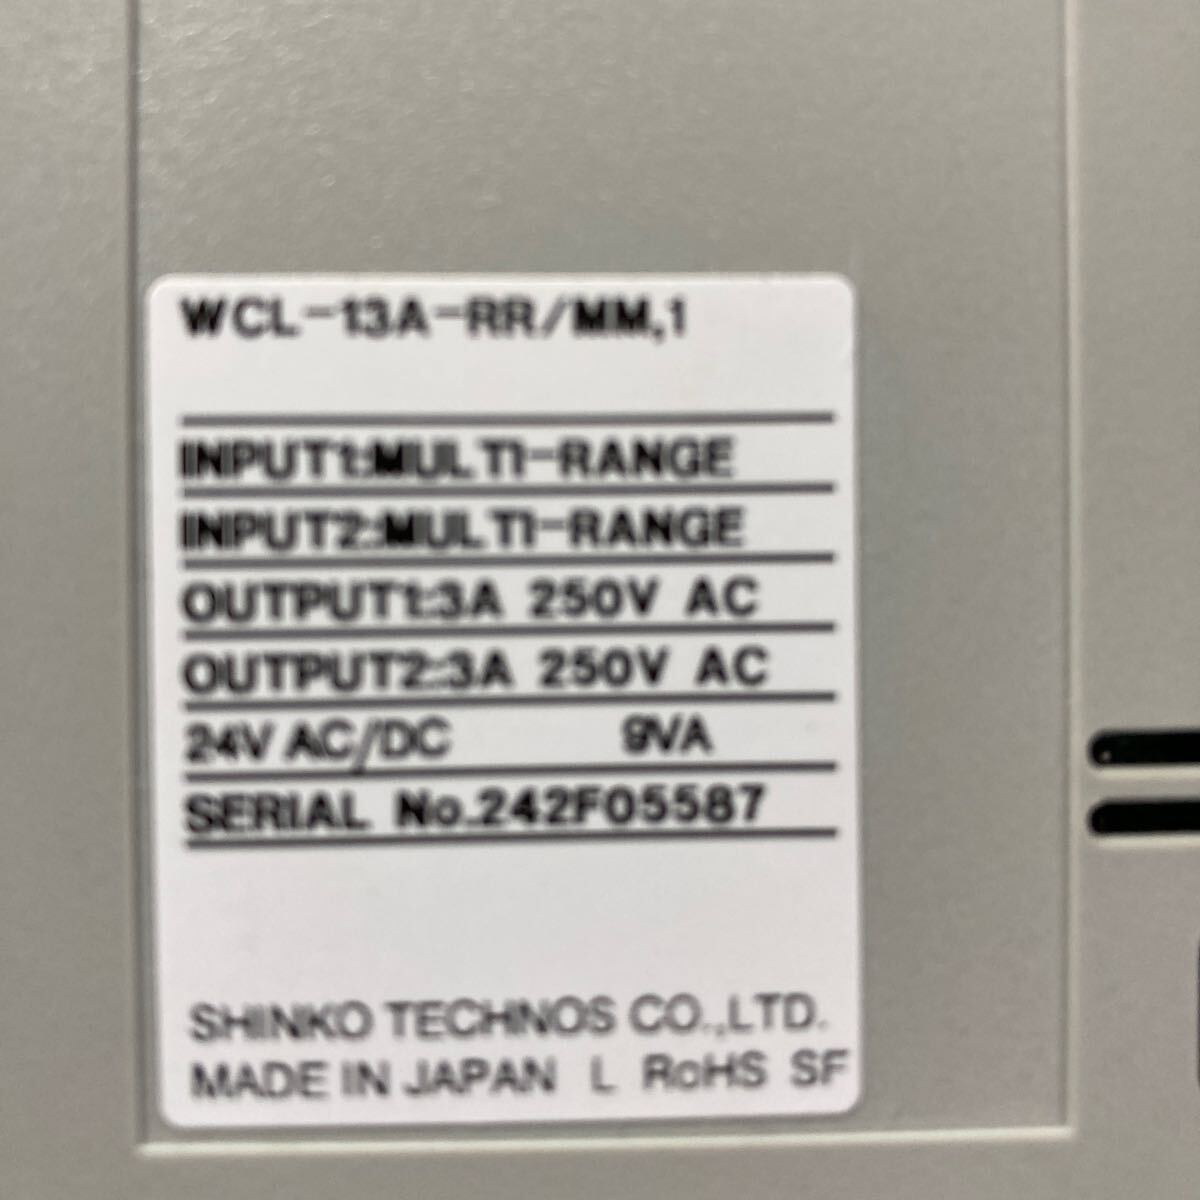 WCL-13A-RR/MM,1
INPUT1:MULTI-RANGE
INPUT2:MULTI-RANGE
OUTPUT1:3A 250V AC
OUTPUT2:3A 250V AC
24V AC/DC 9VA
SERIAL No.242F05587
SHINKO TECHNOS CO.,LTD.
MADE IN JAPAN L RoHS SF